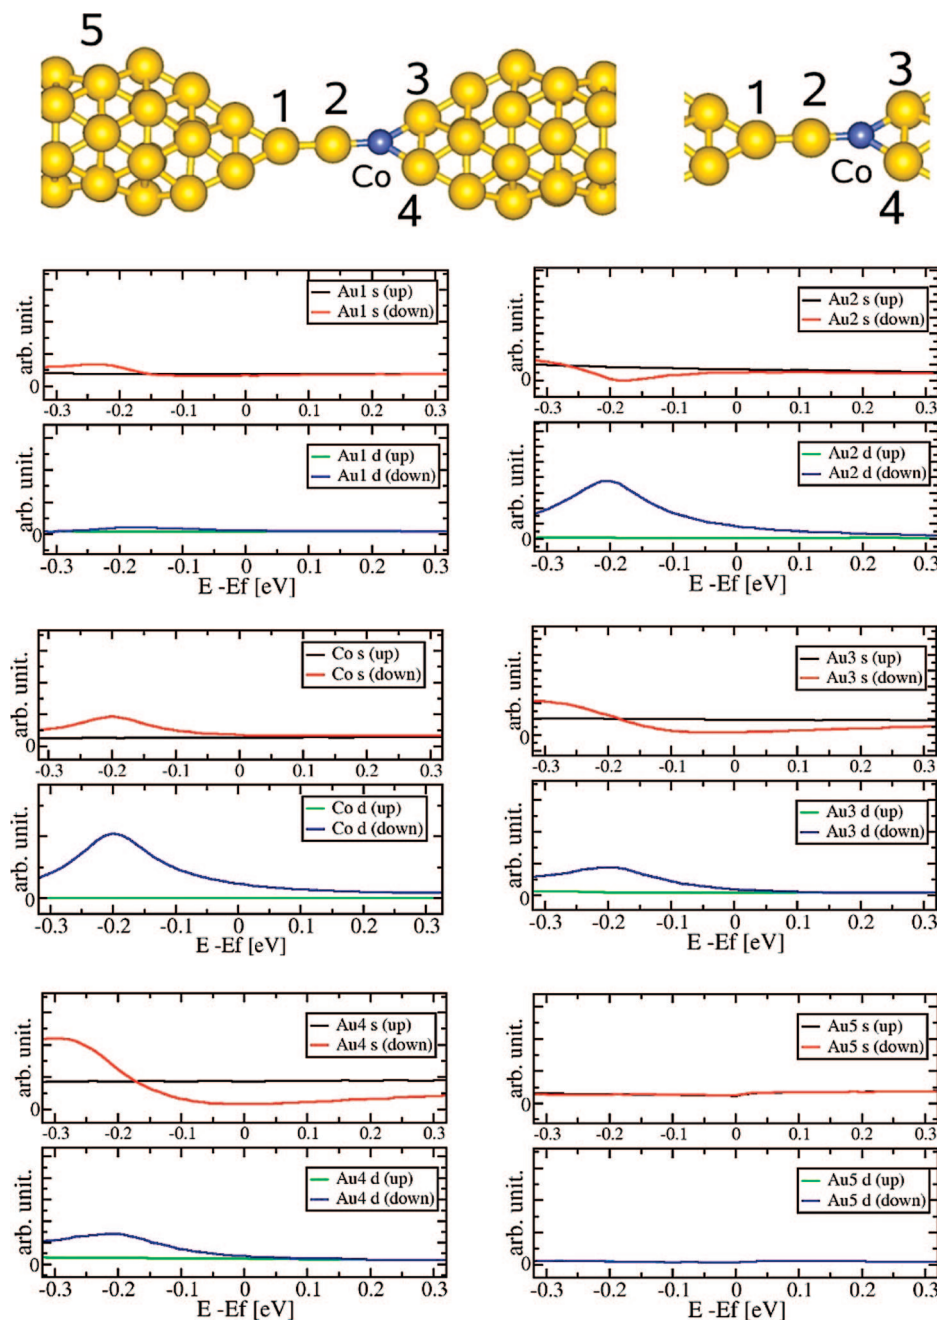 5 1 2 3 Co 4
1 2 3 Co 4
arb. unit.
0
Au1 s (up)
Au1 s (down)
-0.3 -0.2 -0.1 0 0.1 0.2 0.3
arb. unit.
0
Au1 d (up)
Au1 d (down)
-0.3 -0.2 -0.1 0 0.1 0.2 0.3
E -Ef [eV]
arb. unit.
0
Au2 s (up)
Au2 s (down)
-0.3 -0.2 -0.1 0 0.1 0.2 0.3
arb. unit.
0
Au2 d (up)
Au2 d (down)
-0.3 -0.2 -0.1 0 0.1 0.2 0.3
E -Ef [eV]
arb. unit.
0
Co s (up)
Co s (down)
-0.3 -0.2 -0.1 0 0.1 0.2 0.3
arb. unit.
0
Co d (up)
Co d (down)
-0.3 -0.2 -0.1 0 0.1 0.2 0.3
E -Ef [eV]
arb. unit.
0
Au3 s (up)
Au3 s (down)
-0.3 -0.2 -0.1 0 0.1 0.2 0.3
arb. unit.
0
Au3 d (up)
Au3 d (down)
-0.3 -0.2 -0.1 0 0.1 0.2 0.3
E -Ef [eV]
arb. unit.
0
Au4 s (up)
Au4 s (down)
-0.3 -0.2 -0.1 0 0.1 0.2 0.3
arb. unit.
0
Au4 d (up)
Au4 d (down)
-0.3 -0.2 -0.1 0 0.1 0.2 0.3
E -Ef [eV]
arb. unit.
0
Au5 s (up)
Au5 s (down)
-0.3 -0.2 -0.1 0 0.1 0.2 0.3
arb. unit.
0
Au5 d (up)
Au5 d (down)
-0.3 -0.2 -0.1 0 0.1 0.2 0.3
E -Ef [eV]